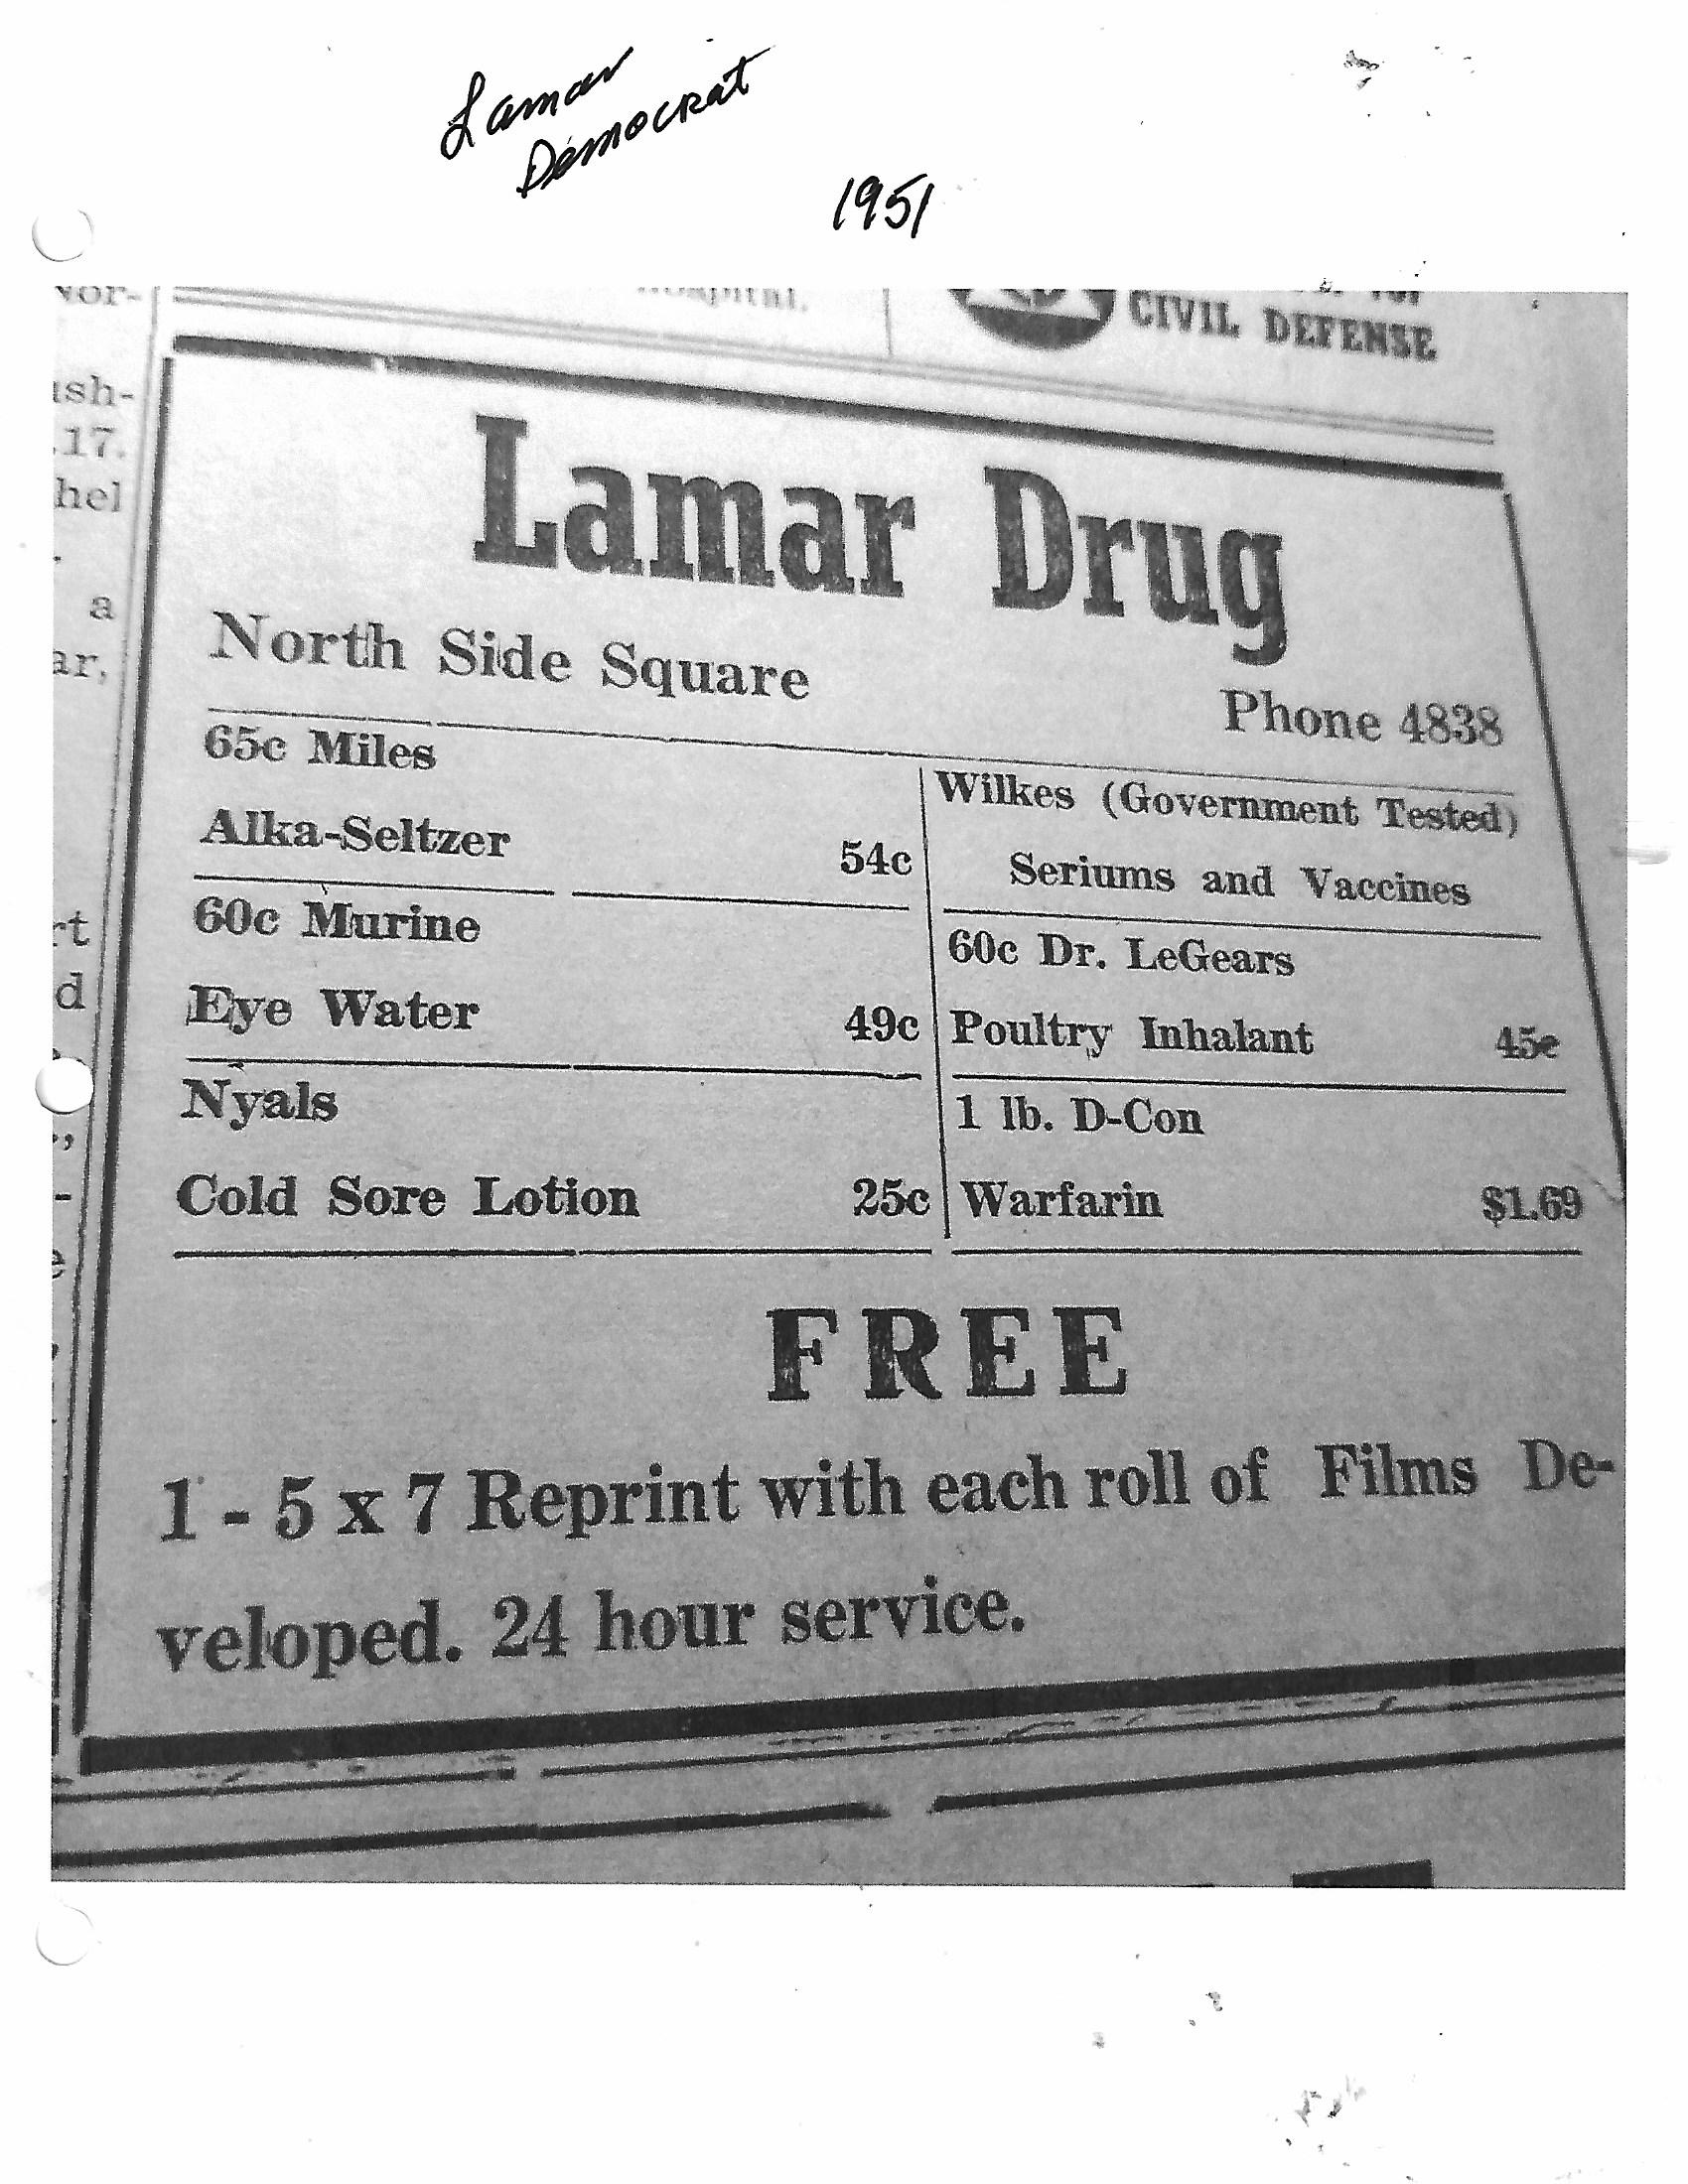 Lamar
Democrat
1951
CIVIL DEFENSE
17.
a
Lamar Drug
North Side Square
Phone 4838
65c Miles
Alka-Seltzer 54c
60c Murine
Eye Water 49c
Nyals
Cold Sore Lotion 25c
Wilkes (Government Tested)
Seriums and Vaccines
60c Dr. LeGears
Poultry Inhalant 45c
1 lb. D-Con
Warfarin $1.69
FREE
1 - 5 x 7 Reprint with each roll of Films De-
veloped. 24 hour service.